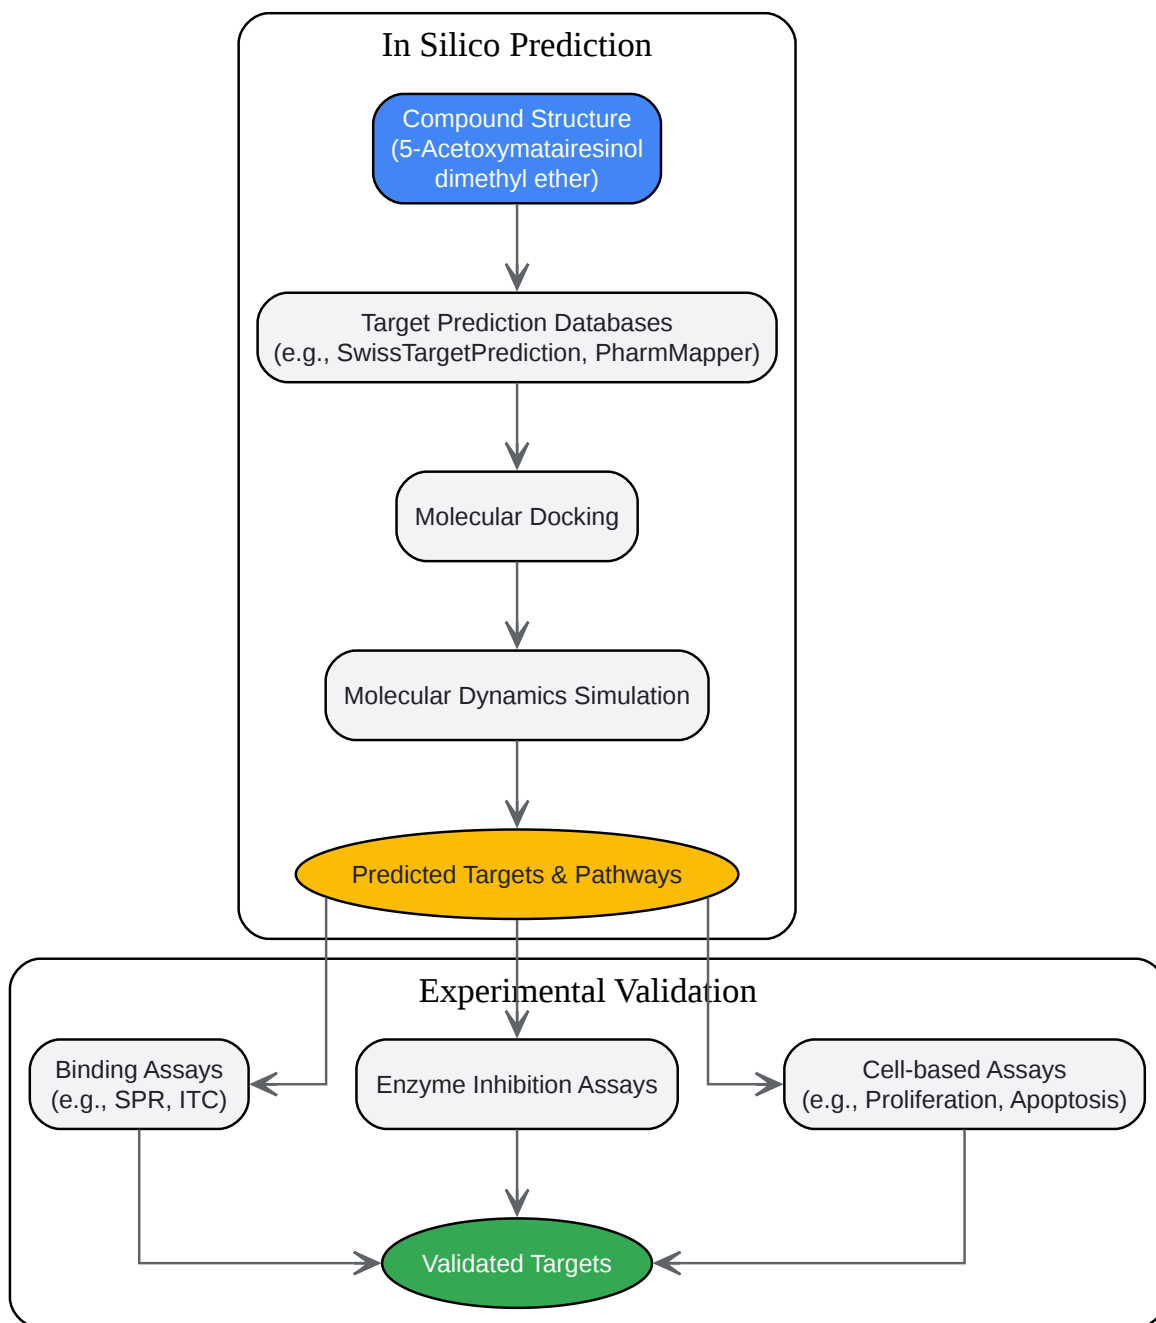 In Silico Prediction
Compound Structure
(5-Acetoxymatairesinol
dimethyl ether)
Target Prediction Databases
(e.g., SwissTargetPrediction, PharmMapper)
Molecular Docking
Molecular Dynamics Simulation
Predicted Targets & Pathways
Experimental Validation
Binding Assays
(e.g., SPR, ITC)
Enzyme Inhibition Assays
Cell-based Assays
(e.g., Proliferation, Apoptosis)
Validated Targets